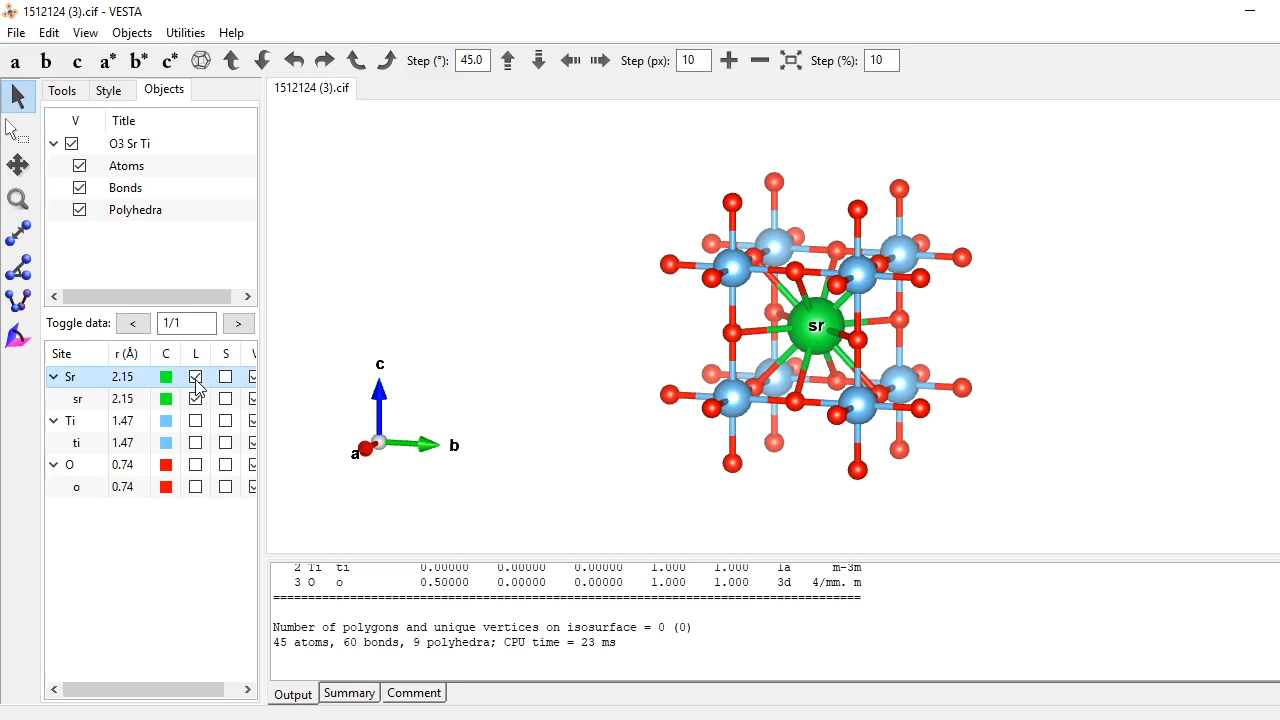 1512124 (3).cif - VESTA
File Edit View Objects Utilities Help
a b c a* b* c* Step (°): 45.0 Step (px): 10 Step (%): 10
Tools Style Objects
1512124 (3).cif
V Title
O3 Sr Ti
Atoms
Bonds
Polyhedra
Toggle data: < 1/1 >
Site r (Å) C L S V
Sr 2.15
sr 2.15
Ti 1.47
ti 1.47
O 0.74
o 0.74
sr
c
a
b
2 Ti ti 0.00000 0.00000 0.00000 1.000 1.000 1a m-3m
3 O o 0.50000 0.00000 0.00000 1.000 1.000 3d 4/mm. m
Number of polygons and unique vertices on isosurface = 0 (0)
45 atoms, 60 bonds, 9 polyhedra; CPU time = 23 ms
Output Summary Comment